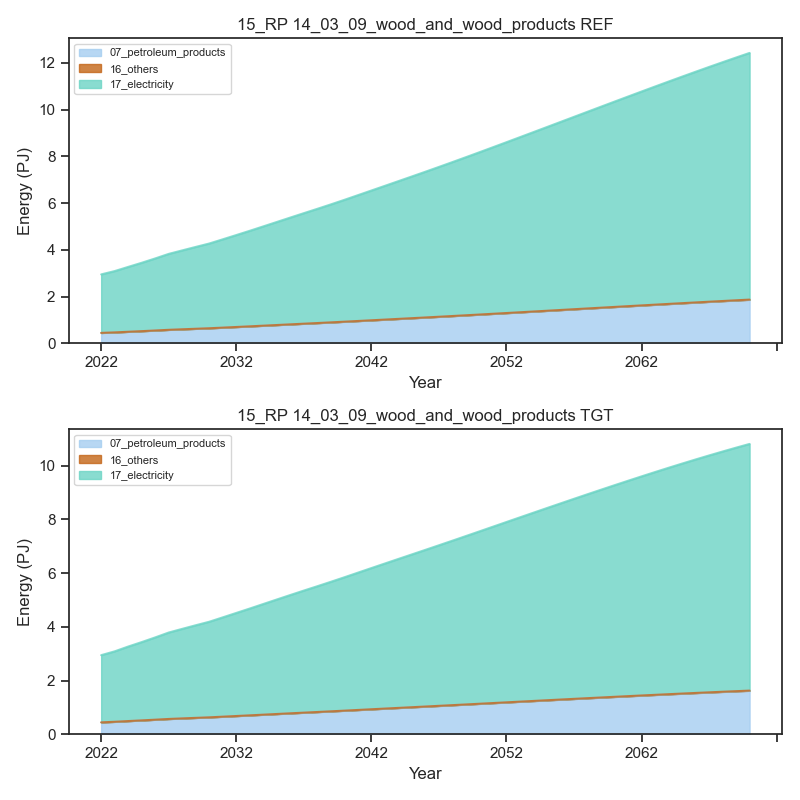 15_RP 14_03_09_wood_and_wood_products REF
07_petroleum_products
16_others
17_electricity
12
10
8
6
4
2
0
Energy (PJ)
2022 2032 2042 2052 2062
Year
15_RP 14_03_09_wood_and_wood_products TGT
07_petroleum_products
16_others
17_electricity
10
8
6
4
2
0
Energy (PJ)
2022 2032 2042 2052 2062
Year